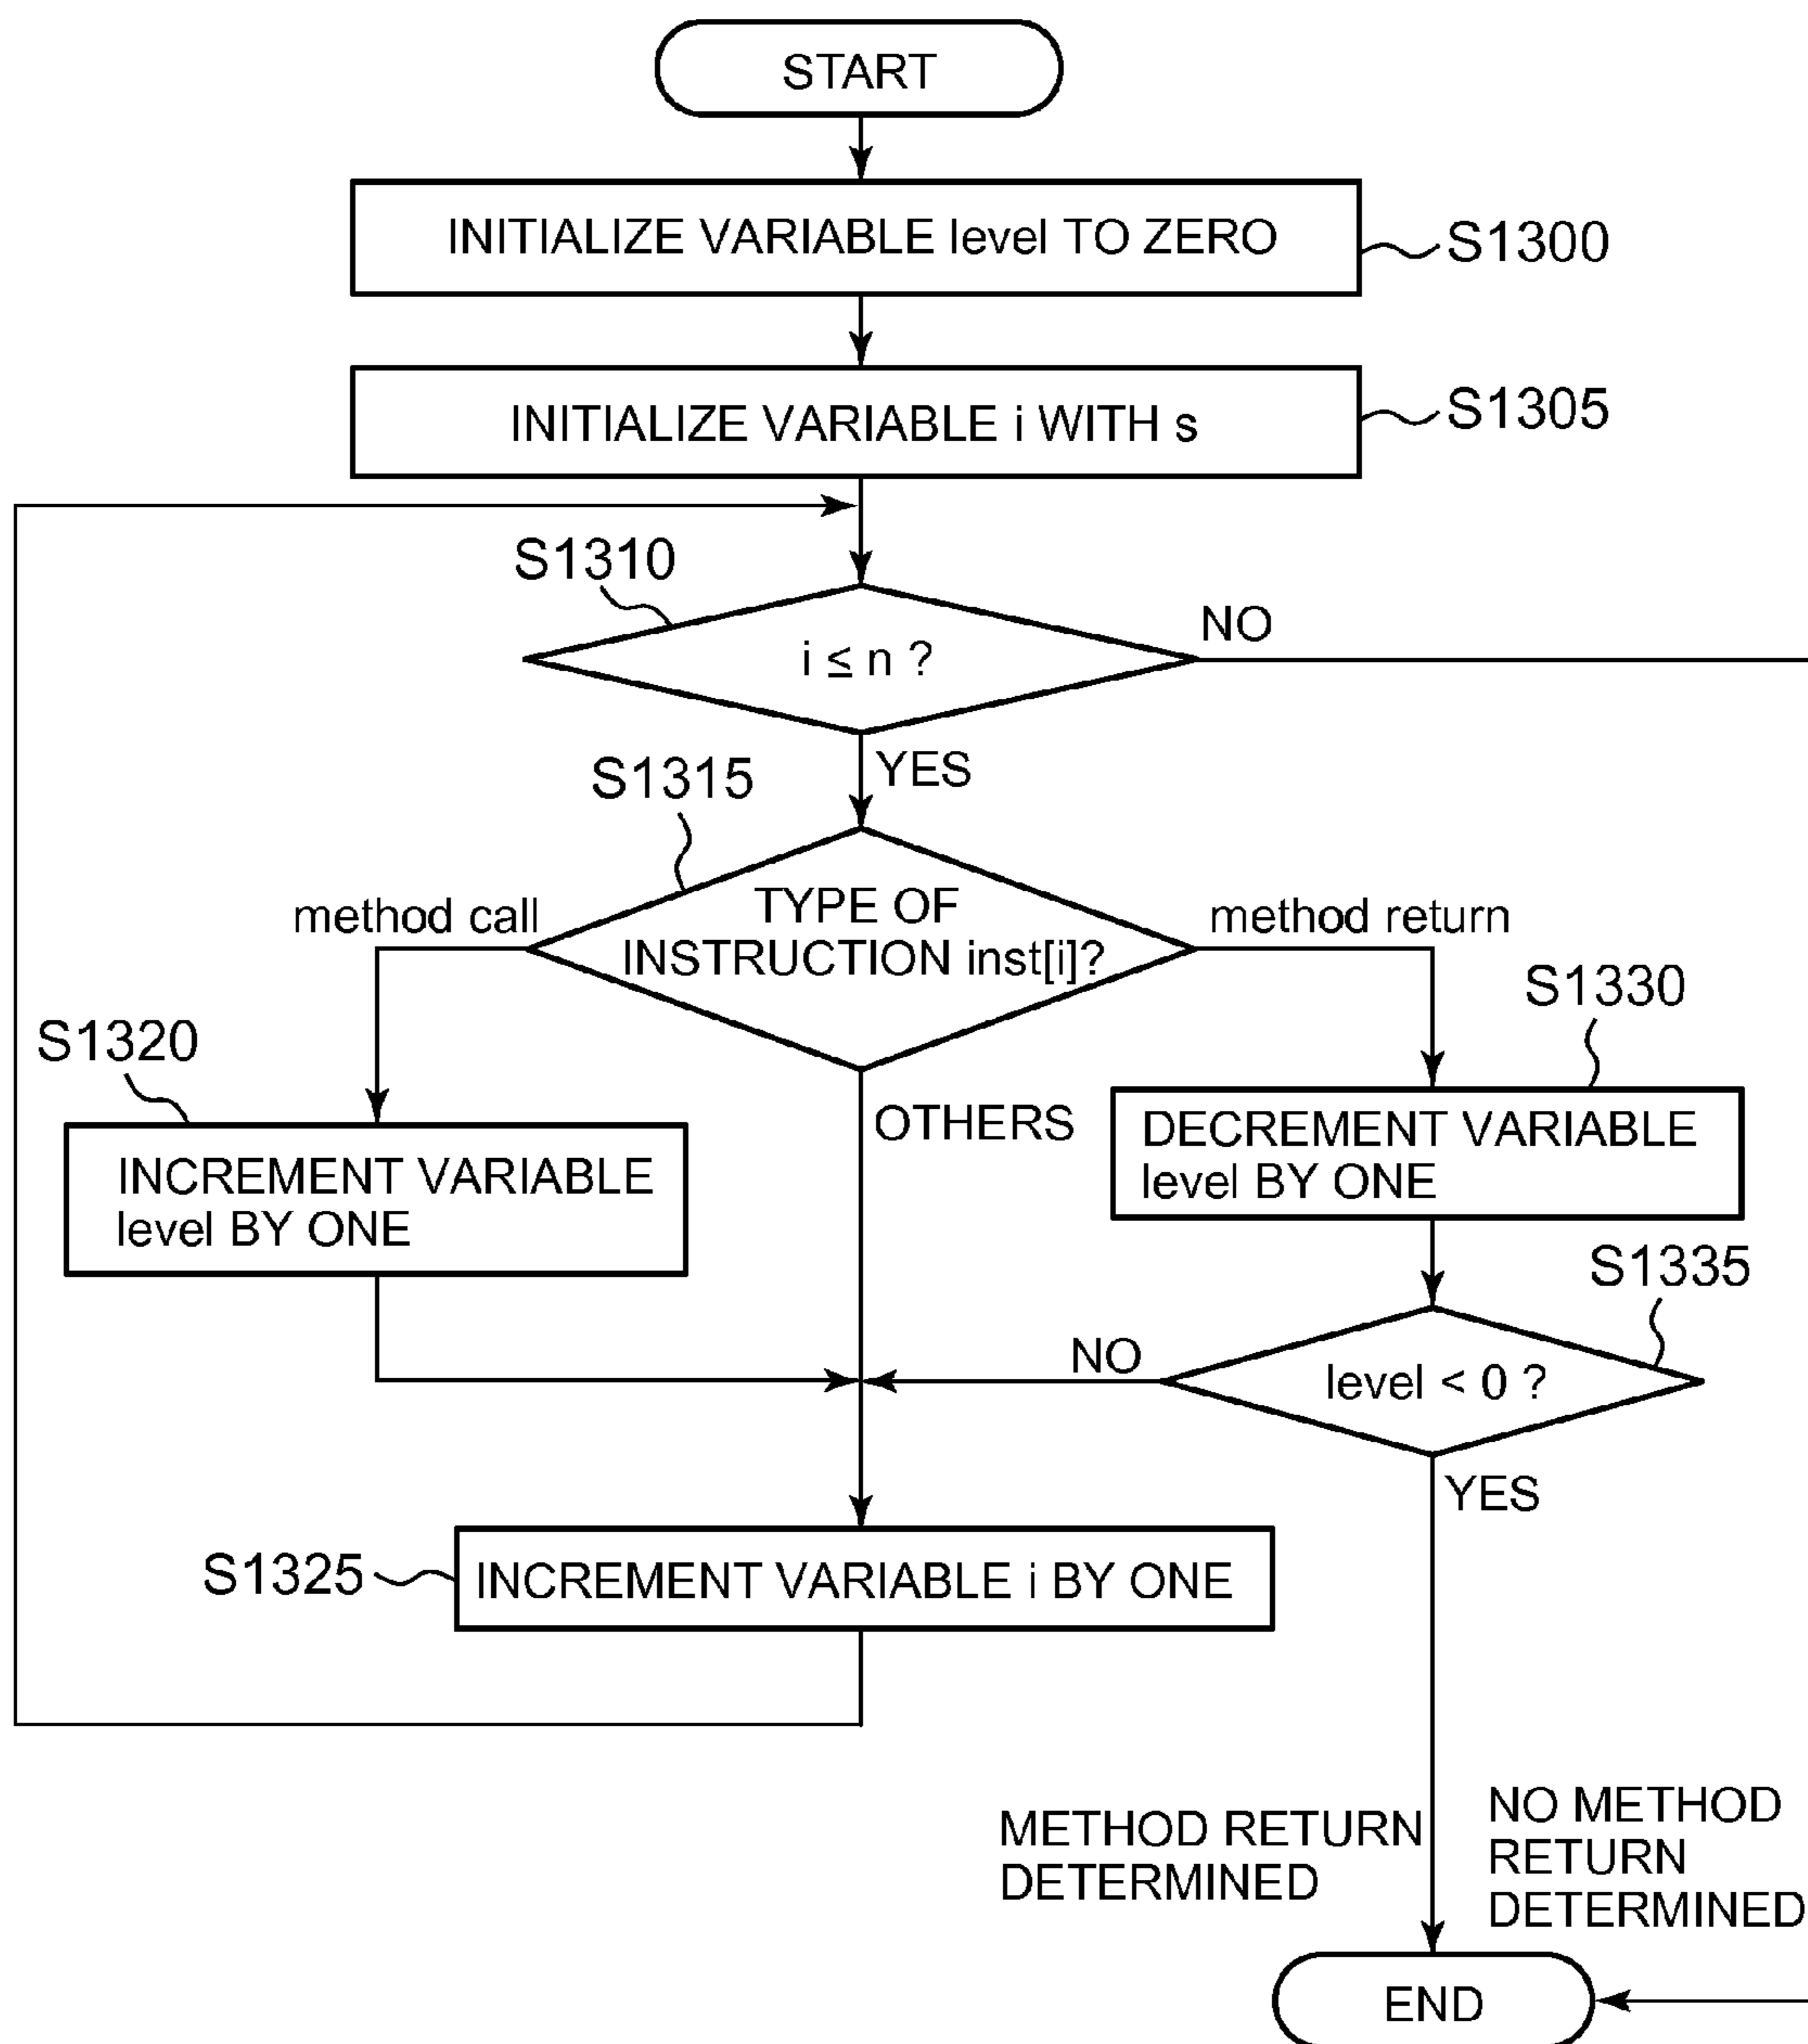 START
INITIALIZE VARIABLE level TO ZERO
S1300
INITIALIZE VARIABLE i WITH s
S1305
S1310
NO
i ≤ n ?
YES
S1315
TYPE OF
INSTRUCTION inst[i]?
method call
method return
S1330
S1320
OTHERS
DECREMENT VARIABLE
level BY ONE
INCREMENT VARIABLE
level BY ONE
S1335
NO
level < 0 ?
YES
S1325
INCREMENT VARIABLE i BY ONE
METHOD RETURN
DETERMINED
NO METHOD
RETURN
DETERMINED
END